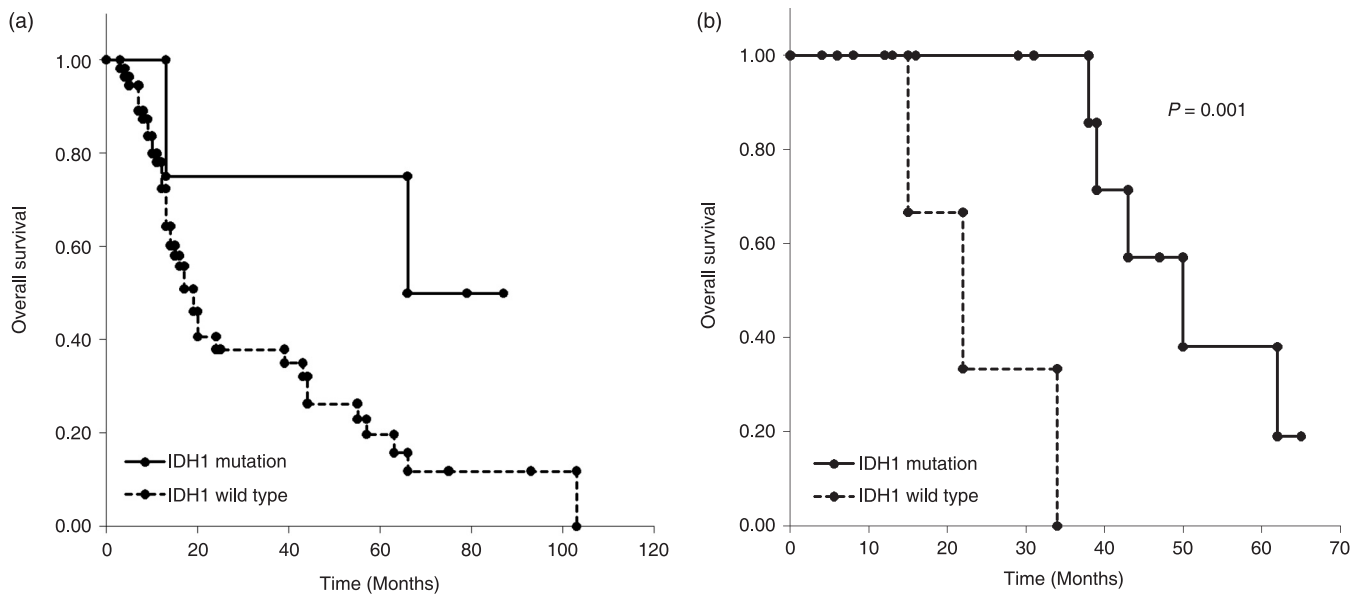 (a)
1.00
0.80
0.60
0.40
0.20
0.00
Overall survival
IDH1 mutation
IDH1 wild type
0 20 40 60 80 100 120
Time (Months)
(b)
1.00
0.80
0.60
0.40
0.20
0.00
Overall survival
P = 0.001
IDH1 mutation
IDH1 wild type
0 10 20 30 40 50 60 70
Time (Months)